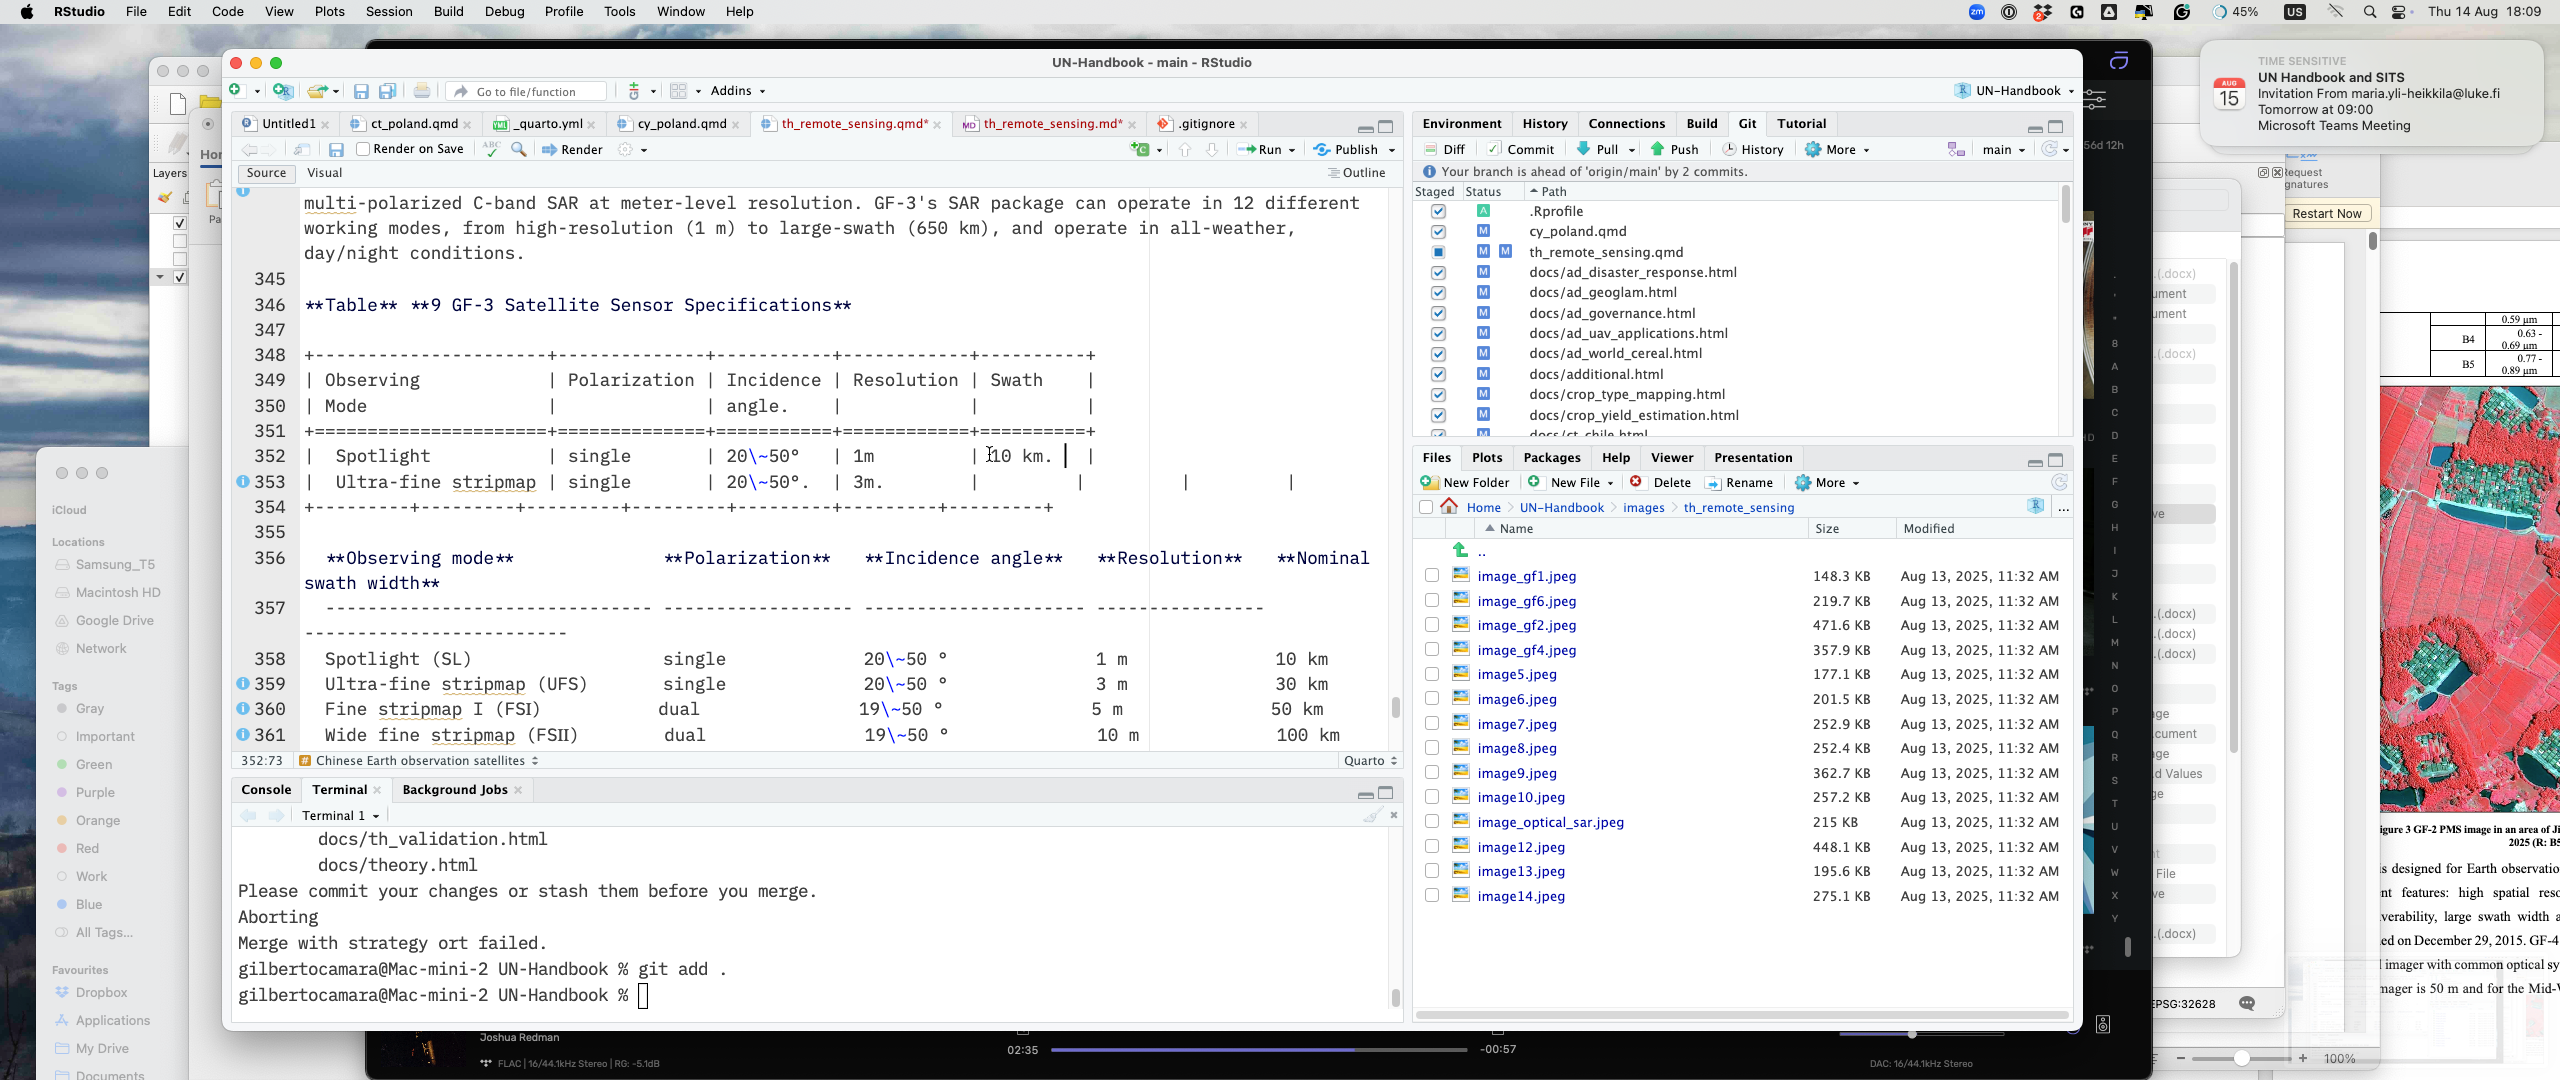 RStudio File Edit Code View Plots Session Build Debug Profile Tools Window Help
45% US Thu 14 Aug 18:09
UN-Handbook - main - RStudio
Go to file/function Addins UN-Handbook
Untitled1 ct_poland.qmd _quarto.yml cy_poland.qmd th_remote_sensing.qmd* th_remote_sensing.md* .gitignore
Render on Save ABC Render Run Publish
Source Visual Outline
multi-polarized C-band SAR at meter-level resolution. GF-3's SAR package can operate in 12 different
working modes, from high-resolution (1 m) to large-swath (650 km), and operate in all-weather,
day/night conditions.
345
346 **Table** **9 GF-3 Satellite Sensor Specifications**
347
348 +----------------------+--------------+-----------+------------+----------+
349 | Observing | Polarization | Incidence | Resolution | Swath |
350 | Mode | | angle. | | |
351 +======================+==============+===========+============+==========+
352 | Spotlight | single | 20\~50° | 1m | 10 km. |
353 | Ultra-fine stripmap | single | 20\~50°. | 3m. | | | |
354 +---------+---------+---------+---------+---------+---------+---------+
355
356 **Observing mode** **Polarization** **Incidence angle** **Resolution** **Nominal
swath width**
357 ------------------------------- ------------------ --------------------- ----------------
-------------------------
358 Spotlight (SL) single 20\~50 ° 1 m 10 km
359 Ultra-fine stripmap (UFS) single 20\~50 ° 3 m 30 km
360 Fine stripmap I (FSI) dual 19\~50 ° 5 m 50 km
361 Wide fine stripmap (FSII) dual 19\~50 ° 10 m 100 km
352:73 Chinese Earth observation satellites Quarto
Console Terminal Background Jobs
Terminal 1
docs/th_validation.html
docs/theory.html
Please commit your changes or stash them before you merge.
Aborting
Merge with strategy ort failed.
gilbertocamara@Mac-mini-2 UN-Handbook % git add .
gilbertocamara@Mac-mini-2 UN-Handbook %
Environment History Connections Build Git Tutorial
Diff Commit Pull Push History More main
Your branch is ahead of 'origin/main' by 2 commits.
Staged Status Path
A .Rprofile
M cy_poland.qmd
M M th_remote_sensing.qmd
M docs/ad_disaster_response.html
M docs/ad_geoglam.html
M docs/ad_governance.html
M docs/ad_uav_applications.html
M docs/ad_world_cereal.html
M docs/additional.html
M docs/crop_type_mapping.html
M docs/crop_yield_estimation.html
docs/ct_chile.html
Files Plots Packages Help Viewer Presentation
New Folder New File Delete Rename More
Home UN-Handbook images th_remote_sensing ...
Name Size Modified
..
image_gf1.jpeg 148.3 KB Aug 13, 2025, 11:32 AM
image_gf6.jpeg 219.7 KB Aug 13, 2025, 11:32 AM
image_gf2.jpeg 471.6 KB Aug 13, 2025, 11:32 AM
image_gf4.jpeg 357.9 KB Aug 13, 2025, 11:32 AM
image5.jpeg 177.1 KB Aug 13, 2025, 11:32 AM
image6.jpeg 201.5 KB Aug 13, 2025, 11:32 AM
image7.jpeg 252.9 KB Aug 13, 2025, 11:32 AM
image8.jpeg 252.4 KB Aug 13, 2025, 11:32 AM
image9.jpeg 362.7 KB Aug 13, 2025, 11:32 AM
image10.jpeg 257.2 KB Aug 13, 2025, 11:32 AM
image_optical_sar.jpeg 215 KB Aug 13, 2025, 11:32 AM
image12.jpeg 448.1 KB Aug 13, 2025, 11:32 AM
image13.jpeg 195.6 KB Aug 13, 2025, 11:32 AM
image14.jpeg 275.1 KB Aug 13, 2025, 11:32 AM
TIME SENSITIVE
UN Handbook and SITS
Invitation From maria.yli-heikkila@luke.fi
Tomorrow at 09:00
Microsoft Teams Meeting
AUG
15
Restart Now
Layers
iCloud
Locations
Samsung_T5
Macintosh HD
Google Drive
Network
Tags
Gray
Important
Green
Purple
Orange
Red
Work
Blue
All Tags...
Favourites
Dropbox
Applications
My Drive
Documents
Joshua Redman
FLAC | 16/44.1kHz Stereo | RG: -5.1dB
02:35 -00:57
DAC: 16/44.1kHz Stereo
56d 12h
0.59 µm
B4 0.63 -
0.69 µm
B5 0.77 -
0.89 µm
igure 3 GF-2 PMS image in an area of Ji
2025 (R: B5
s designed for Earth observatio
nt features: high spatial reso
verability, large swath width a
ed on December 29, 2015. GF-4
imager with common optical sy
mager is 50 m and for the Mid-V
EPSG:32628
100%